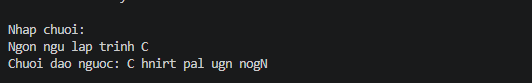 Nhap chuoi:
Ngon ngu lap trinh C
Chuoi dao nguoc: C hnirt pal ugn nogN